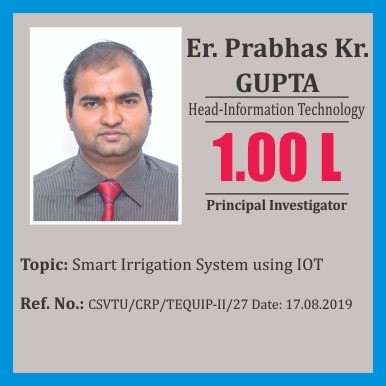 Er. Prabhas Kr.
GUPTA
Head-Information Technology
1.00 L
Principal Investigator
Topic: Smart Irrigation System using IOT
Ref. No.: CSVTU/CRP/TEQUIP-II/27 Date: 17.08.2019